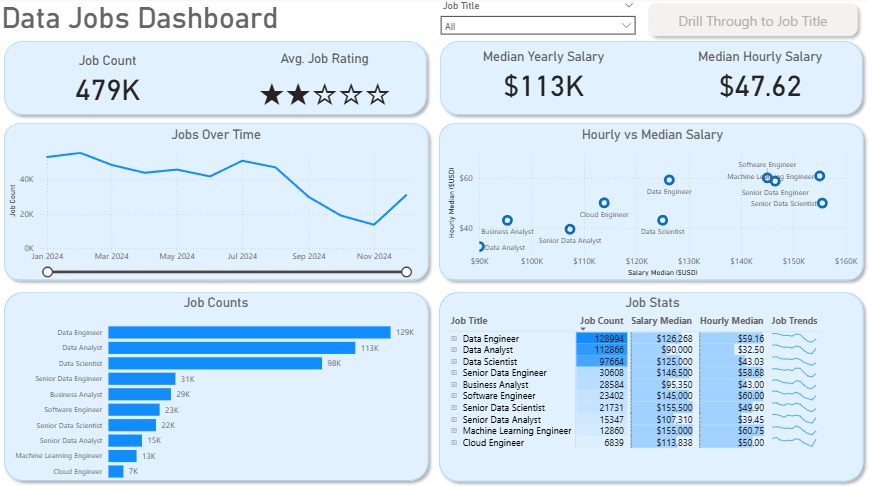 Data Jobs Dashboard
Job Title
All
Drill Through to Job Title
Job Count
479K
Avg. Job Rating
Median Yearly Salary
$113K
Median Hourly Salary
$47.62
Jobs Over Time
Job Count
40K
20K
0K
Jan 2024 Mar 2024 May 2024 Jul 2024 Sep 2024 Nov 2024
Hourly vs Median Salary
Hourly Median ($USD)
$60
$40
Software Engineer
Machine Learning Engineer
Data Engineer
Senior Data Engineer
Senior Data Scientist
Cloud Engineer
Business Analyst
Data Scientist
Senior Data Analyst
Data Analyst
$90K $100K $110K $120K $130K $140K $150K $160K
Salary Median ($USD)
Job Counts
Data Engineer 129K
Data Analyst 113K
Data Scientist 98K
Senior Data Engineer 31K
Business Analyst 29K
Software Engineer 23K
Senior Data Scientist 22K
Senior Data Analyst 15K
Machine Learning Engineer 13K
Cloud Engineer 7K
Job Stats
Job Title Job Count Salary Median Hourly Median Job Trends
Data Engineer 128994 $126,268 $59.16
Data Analyst 112866 $90,000 $32.50
Data Scientist 97664 $125,000 $43.03
Senior Data Engineer 30608 $146,500 $58.68
Business Analyst 28584 $95,350 $43.00
Software Engineer 23402 $145,000 $60.00
Senior Data Scientist 21731 $155,500 $49.90
Senior Data Analyst 15347 $107,310 $39.45
Machine Learning Engineer 12860 $155,000 $60.75
Cloud Engineer 6839 $113,838 $50.00